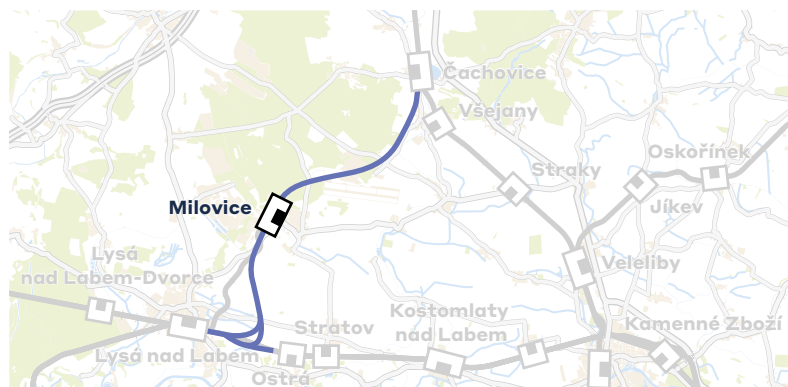 Čachovice
Všejany
Oskořínek
Straky
Milovice
Jíkev
Lysá
nad Labem-Dvorce
Veleliby
Kostomlaty
nad Labem
Stratov
Kamenné Zboží
Lysá nad Labem
Ostrá